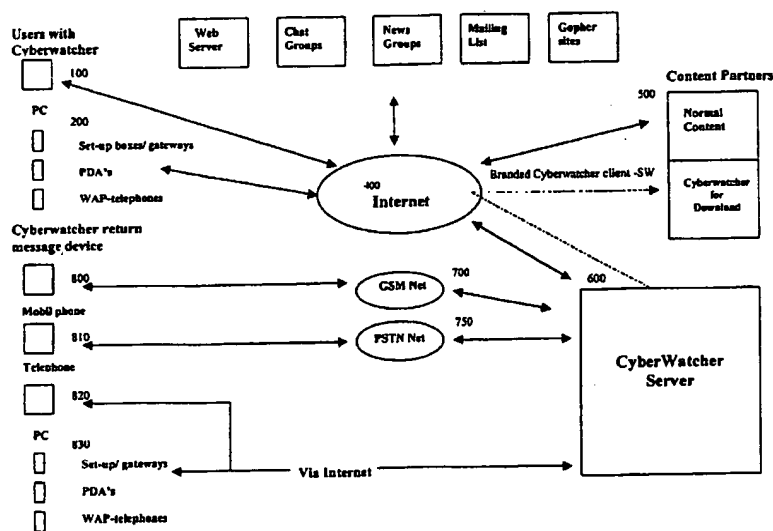 Users with
Cyberwatcher
100
PC
200
Set-up boxes/ gateways
PDA's
WAP-telephones
Web
Server
Chat
Groups
News
Groups
Mailing
List
Gopher
sites
Content Partners
500
Normal
Content
Cyberwatcher
for
Download
400
Internet
Branded Cyberwatcher client -SW
Cyberwatcher return
message device
800
Mobil phone
810
Telephone
820
PC
830
Set-up/ gateways
PDA's
WAP-telephones
GSM Net
700
PSTN Net
750
600
CyberWatcher
Server
Via Internet